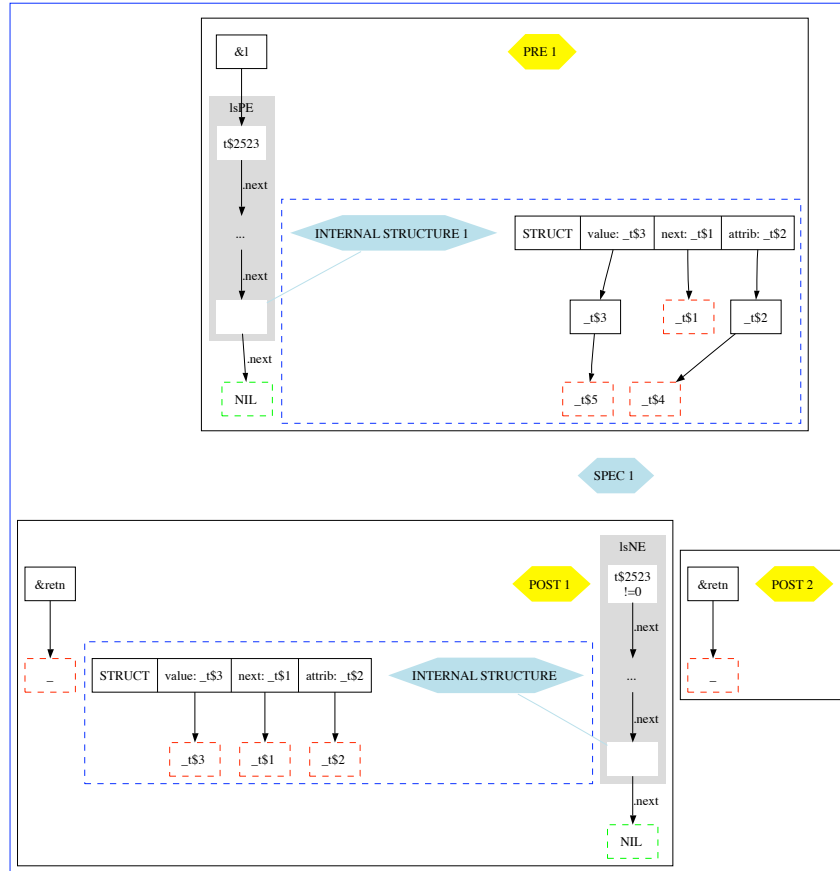 &l
PRE 1
lsPE
t$2523
.next
...
INTERNAL STRUCTURE 1
STRUCT value: _t$3 next: _t$1 attrib: _t$2
.next
_t$3 _t$1 _t$2
.next
NIL
_t$5 _t$4
SPEC 1
lsNE
&retn
POST 1
t$2523
!=0
&retn
POST 2
.next
_
STRUCT value: _t$3 next: _t$1 attrib: _t$2
INTERNAL STRUCTURE
...
_
.next
_t$3 _t$1 _t$2
.next
NIL